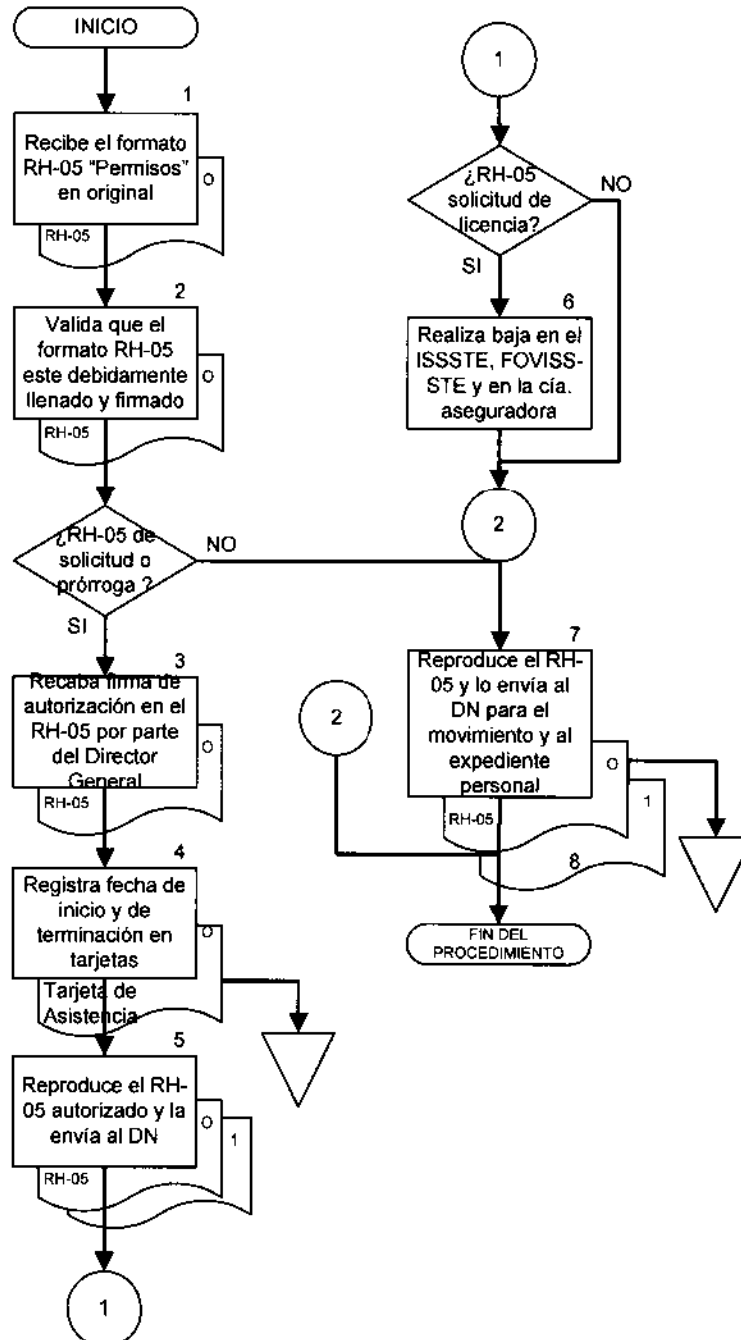 INICIO
1
Recibe el formato
RH-05 "Permisos"
en original
O
RH-05
2
Valida que el
formato RH-05
este debidamente
llenado y firmado
O
RH-05
¿RH-05 de
solicitud o
prórroga ?
NO
SI
3
Recaba firma de
autorización en el
RH-05 por parte
del Director
General
O
RH-05
4
Registra fecha de
inicio y de
terminación en
tarjetas
O
Tarjeta de
Asistencia
5
Reproduce el RH-
05 autorizado y la
envía al DN
O
1
RH-05
1
1
¿RH-05
solicitud de
licencia?
NO
SI
6
Realiza baja en el
ISSSTE, FOVISS-
STE y en la cía.
aseguradora
2
7
Reproduce el RH-
05 y lo envía al
DN para el
movimiento y al
expediente
personal
O
1
RH-05
8
2
FIN DEL
PROCEDIMIENTO